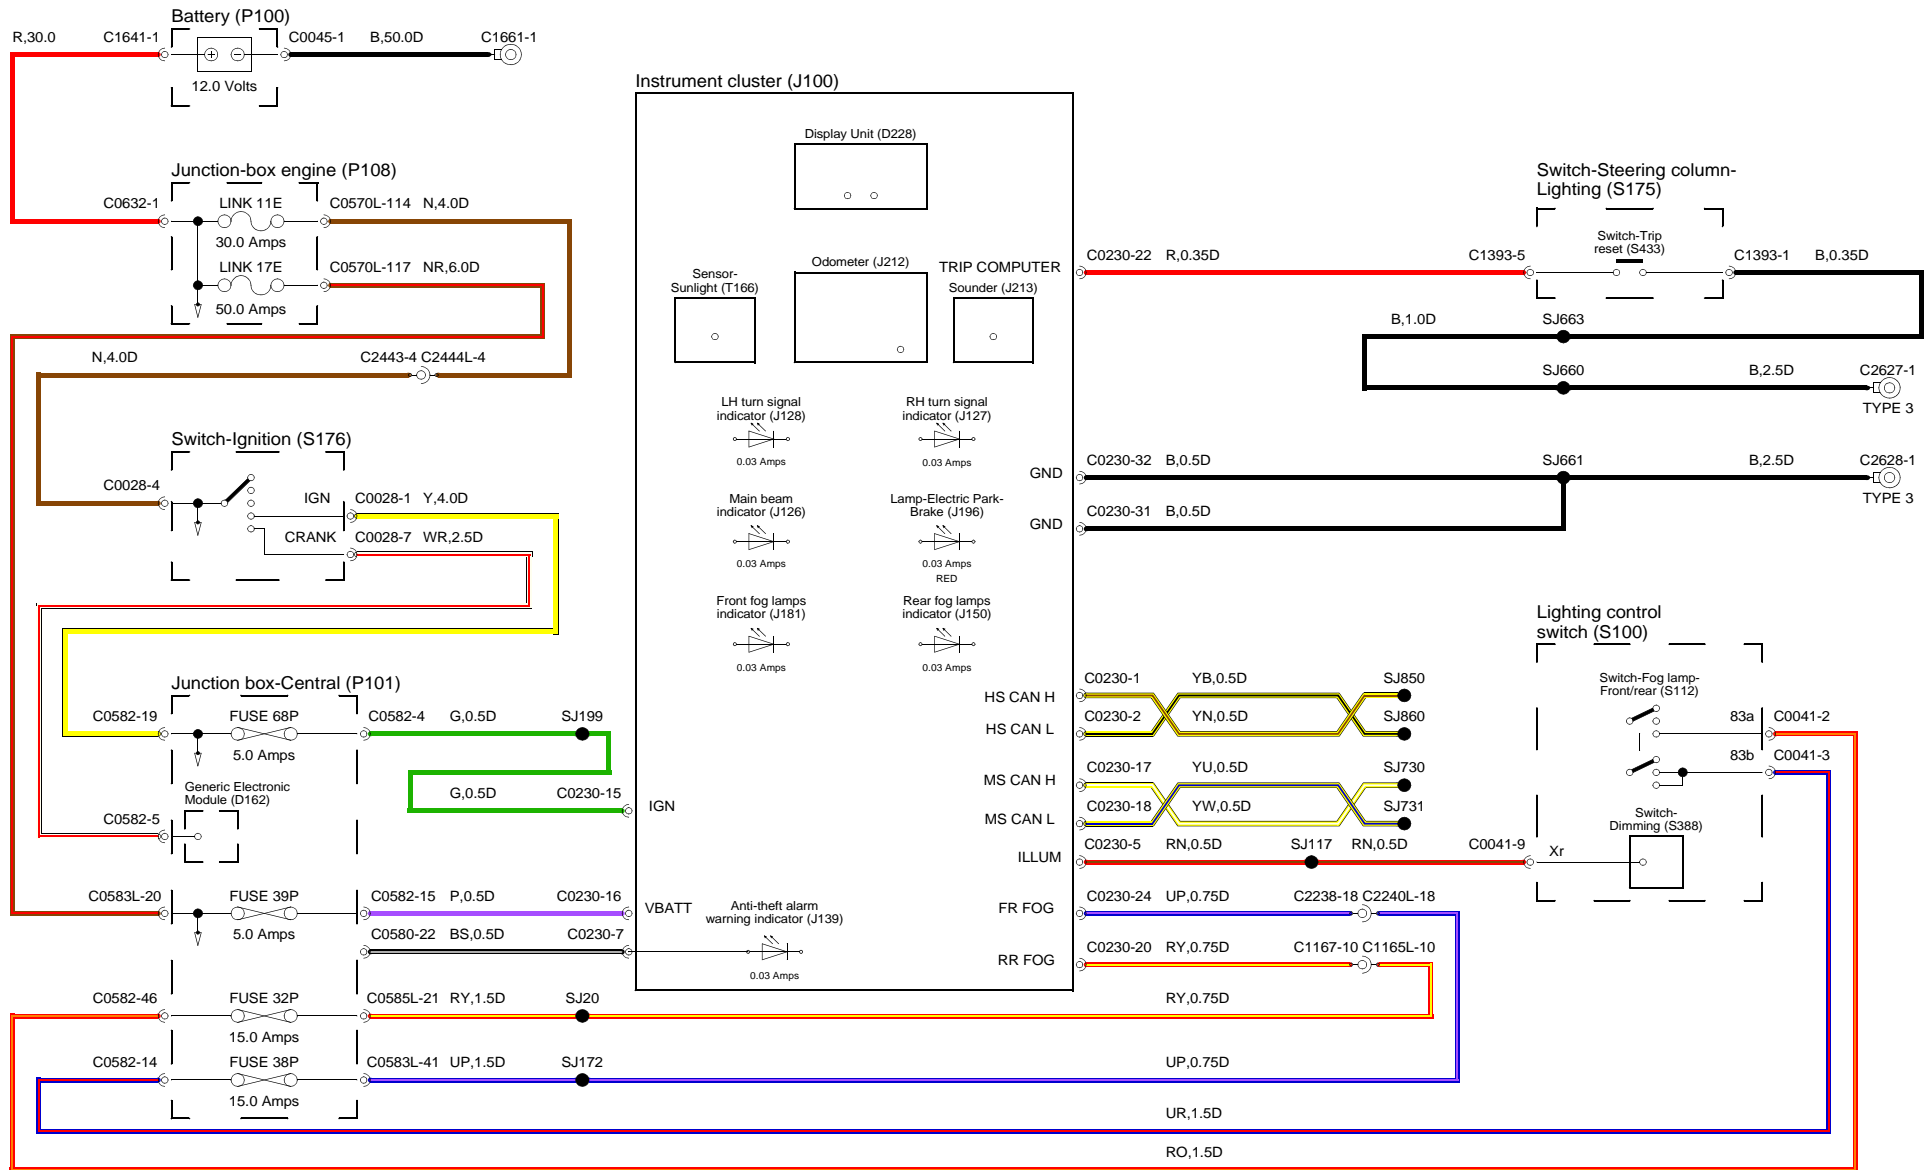 Battery (P100)
R,30.0
C1641-1
C0045-1
B,50.0D
C1661-1
12.0 Volts
Junction-box engine (P108)
C0632-1
LINK 11E
C0570L-114
N,4.0D
30.0 Amps
LINK 17E
C0570L-117
NR,6.0D
50.0 Amps
N,4.0D
C2443-4
C2444L-4
Switch-Ignition (S176)
C0028-4
IGN
C0028-1
Y,4.0D
CRANK
C0028-7
WR,2.5D
Junction box-Central (P101)
C0582-19
FUSE 68P
C0582-4
G,0.5D
SJ199
5.0 Amps
Generic Electronic
Module (D162)
G,0.5D
C0230-15
C0582-5
C0583L-20
FUSE 39P
C0582-15
P,0.5D
C0230-16
5.0 Amps
C0580-22
BS,0.5D
C0230-7
C0582-46
FUSE 32P
C0585L-21
RY,1.5D
SJ20
15.0 Amps
C0582-14
FUSE 38P
C0583L-41
UP,1.5D
SJ172
15.0 Amps
Instrument cluster (J100)
Display Unit (D228)
Sensor-
Sunlight (T166)
Odometer (J212)
TRIP COMPUTER
Sounder (J213)
LH turn signal
indicator (J128)
0.03 Amps
RH turn signal
indicator (J127)
0.03 Amps
GND
Main beam
indicator (J126)
0.03 Amps
Lamp-Electric Park-
Brake (J196)
0.03 Amps
RED
GND
Front fog lamps
indicator (J181)
0.03 Amps
Rear fog lamps
indicator (J150)
0.03 Amps
HS CAN H
HS CAN L
MS CAN H
MS CAN L
IGN
ILLUM
VBATT
Anti-theft alarm
warning indicator (J139)
0.03 Amps
FR FOG
RR FOG
Switch-Steering column-
Lighting (S175)
C0230-22
R,0.35D
C1393-5
Switch-Trip
reset (S433)
C1393-1
B,0.35D
B,1.0D
SJ663
SJ660
B,2.5D
C2627-1
TYPE 3
C0230-32
B,0.5D
SJ661
B,2.5D
C2628-1
TYPE 3
C0230-31
B,0.5D
Lighting control
switch (S100)
C0230-1
YB,0.5D
SJ850
C0230-2
YN,0.5D
SJ860
C0230-17
YU,0.5D
SJ730
C0230-18
YW,0.5D
SJ731
C0230-5
RN,0.5D
SJ117
RN,0.5D
C0041-9
Xr
Switch-Fog lamp-
Front/rear (S112)
83a
C0041-2
83b
C0041-3
Switch-
Dimming (S388)
C0230-24
UP,0.75D
C2238-18
C2240L-18
C0230-20
RY,0.75D
C1167-10
C1165L-10
RY,0.75D
UP,0.75D
UR,1.5D
RO,1.5D